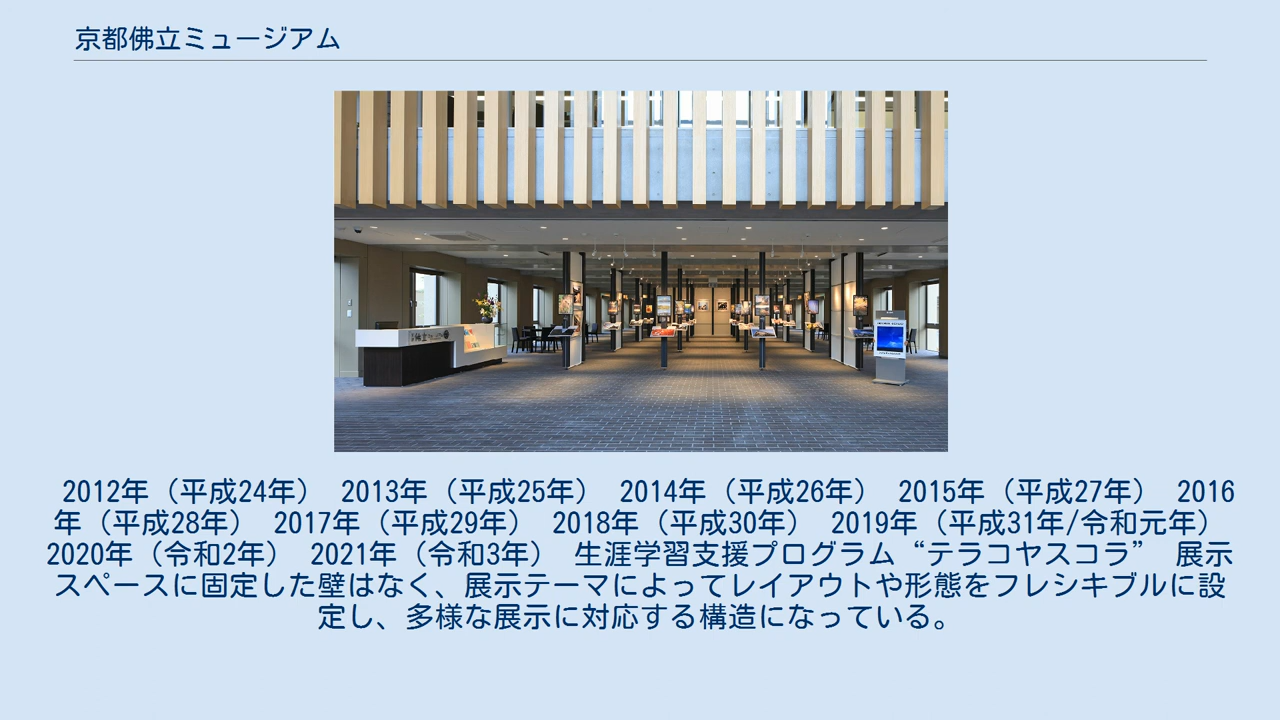 京都佛立ミュージアム
2012年（平成24年） 2013年（平成25年） 2014年（平成26年） 2015年（平成27年） 2016
年（平成28年） 2017年（平成29年） 2018年（平成30年） 2019年（平成31年/令和元年）
2020年（令和2年） 2021年（令和3年） 生涯学習支援プログラム“テラコヤスコラ” 展示
スペースに固定した壁はなく、展示テーマによってレイアウトや形態をフレシキブルに設
定し、多様な展示に対応する構造になっている。